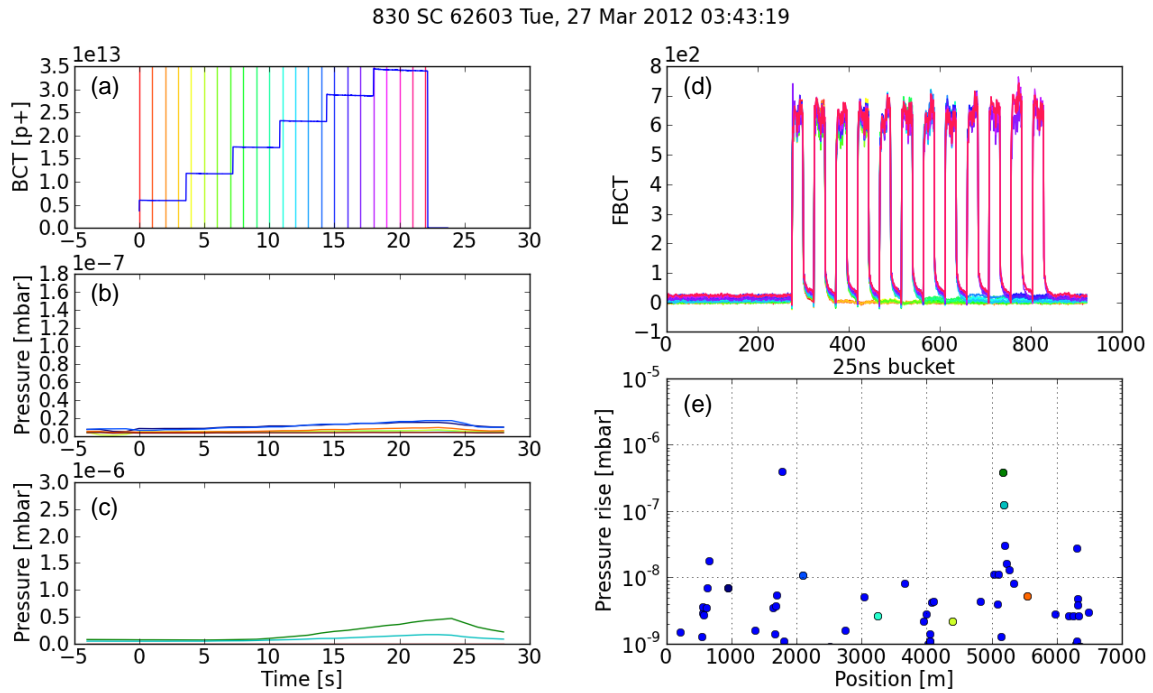 830 SC 62603 Tue, 27 Mar 2012 03:43:19
1e13
(a)
BCT [p+]
3.5
3.0
2.5
2.0
1.5
1.0
0.5
0.0
−5 0 5 10 15 20 25 30
1e−7
(b)
Pressure [mbar]
1.8
1.6
1.4
1.2
1.0
0.8
0.6
0.4
0.2
0.0
−5 0 5 10 15 20 25 30
1e−6
(c)
Pressure [mbar]
3.0
2.5
2.0
1.5
1.0
0.5
0.0
−5 0 5 10 15 20 25 30
Time [s]
1e2
(d)
FBCT
8
7
6
5
4
3
2
1
0
−1
0 200 400 600 800 1000
25ns bucket
(e)
Pressure rise [mbar]
10^-5
10^-6
10^-7
10^-8
10^-9
0 1000 2000 3000 4000 5000 6000 7000
Position [m]